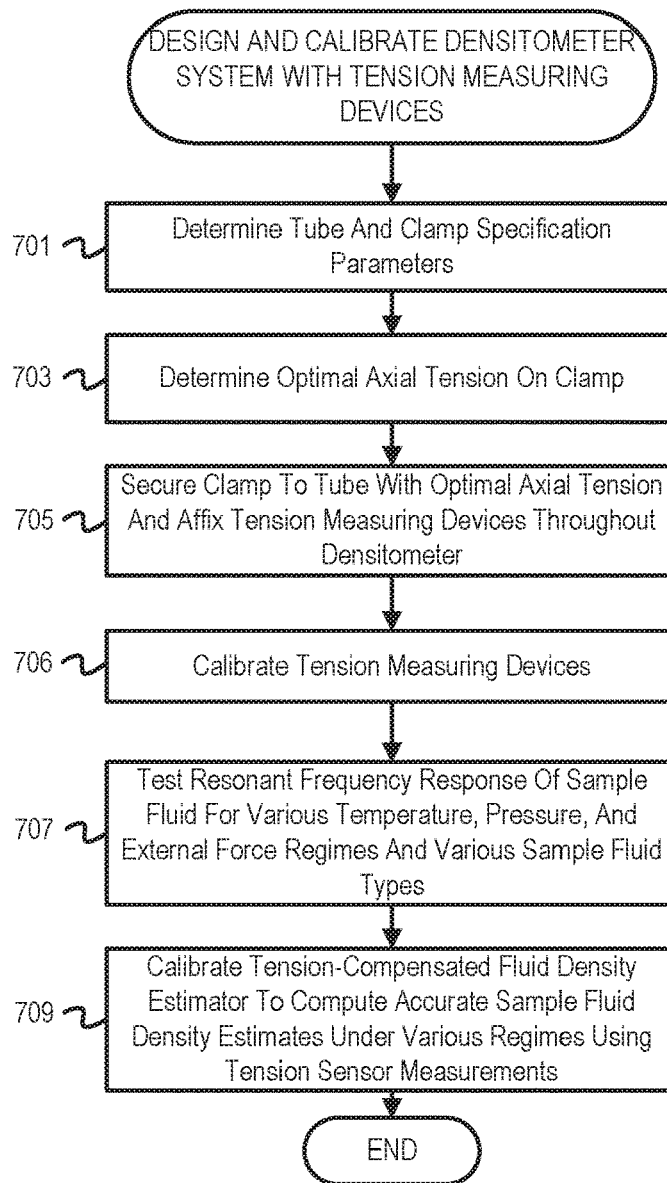 DESIGN AND CALIBRATE DENSITOMETER
SYSTEM WITH TENSION MEASURING
DEVICES
701
Determine Tube And Clamp Specification
Parameters
703
Determine Optimal Axial Tension On Clamp
705
Secure Clamp To Tube With Optimal Axial Tension
And Affix Tension Measuring Devices Throughout
Densitometer
706
Calibrate Tension Measuring Devices
707
Test Resonant Frequency Response Of Sample
Fluid For Various Temperature, Pressure, And
External Force Regimes And Various Sample Fluid
Types
709
Calibrate Tension-Compensated Fluid Density
Estimator To Compute Accurate Sample Fluid
Density Estimates Under Various Regimes Using
Tension Sensor Measurements
END